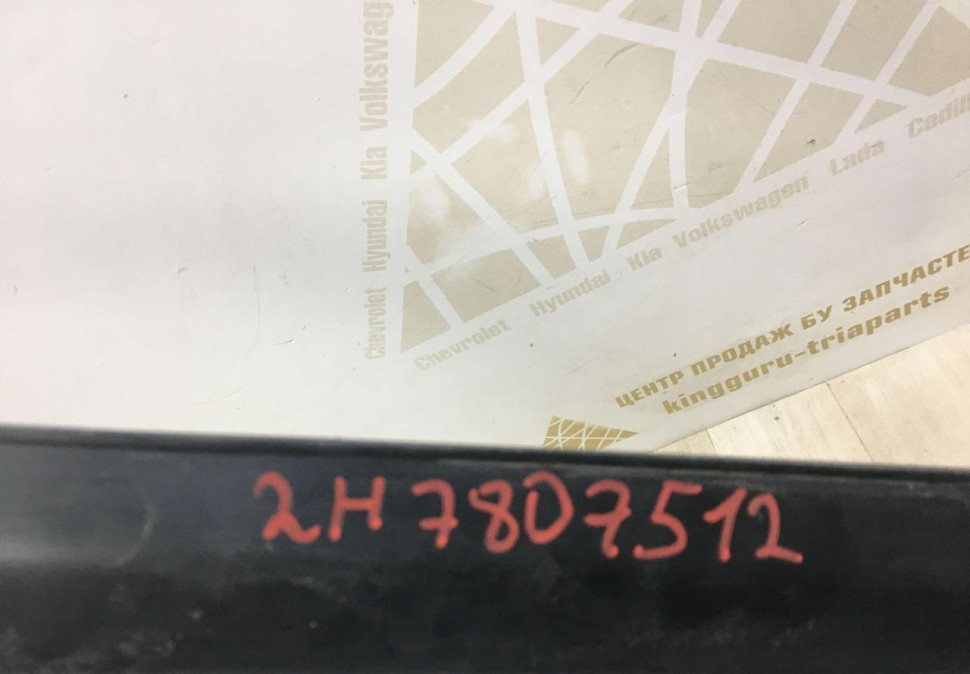 Chevrolet Hyundai Kia Volkswag
Chevrolet Hyundai Kia Volkswagen Lada Cadill
ЦЕНТР ПРОДАЖ БУ ЗАПЧАСТЕ
kingguru-triaparts
2H7807512